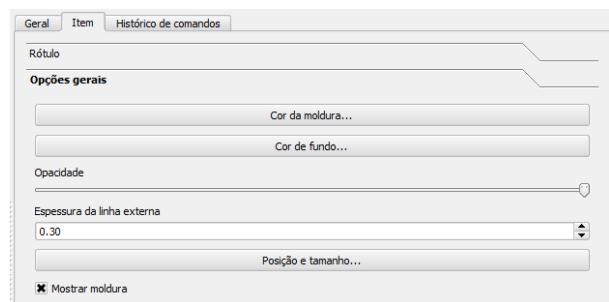 Geral Item Histórico de comandos
Rótulo
Opções gerais
Cor da moldura...
Cor de fundo...
Opacidade
Espessura da linha externa
0.30
Posição e tamanho...
Mostrar moldura